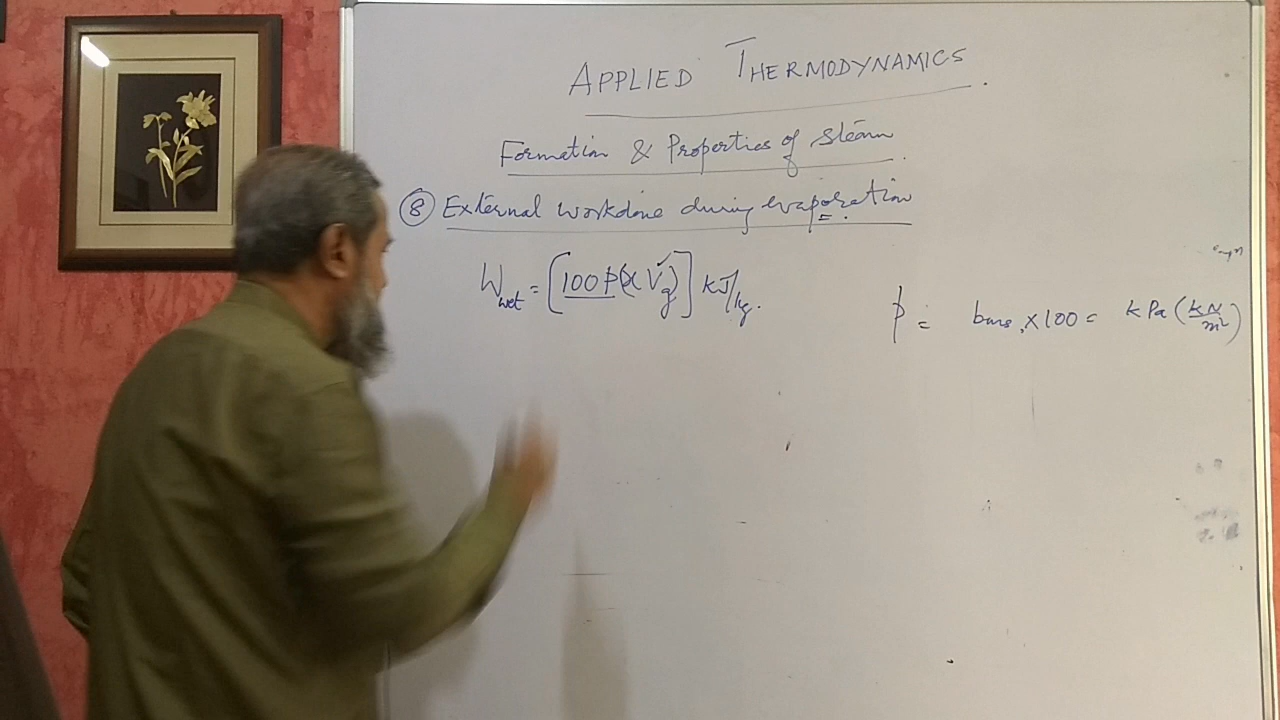 APPLIED THERMODYNAMICS.
Formation & Properties of Steam.
⑧ External workdone during evaporation.
W_wet = [100 p(x V_g)] kJ/kg.
p = bars × 100 = kPa (kN/m²)